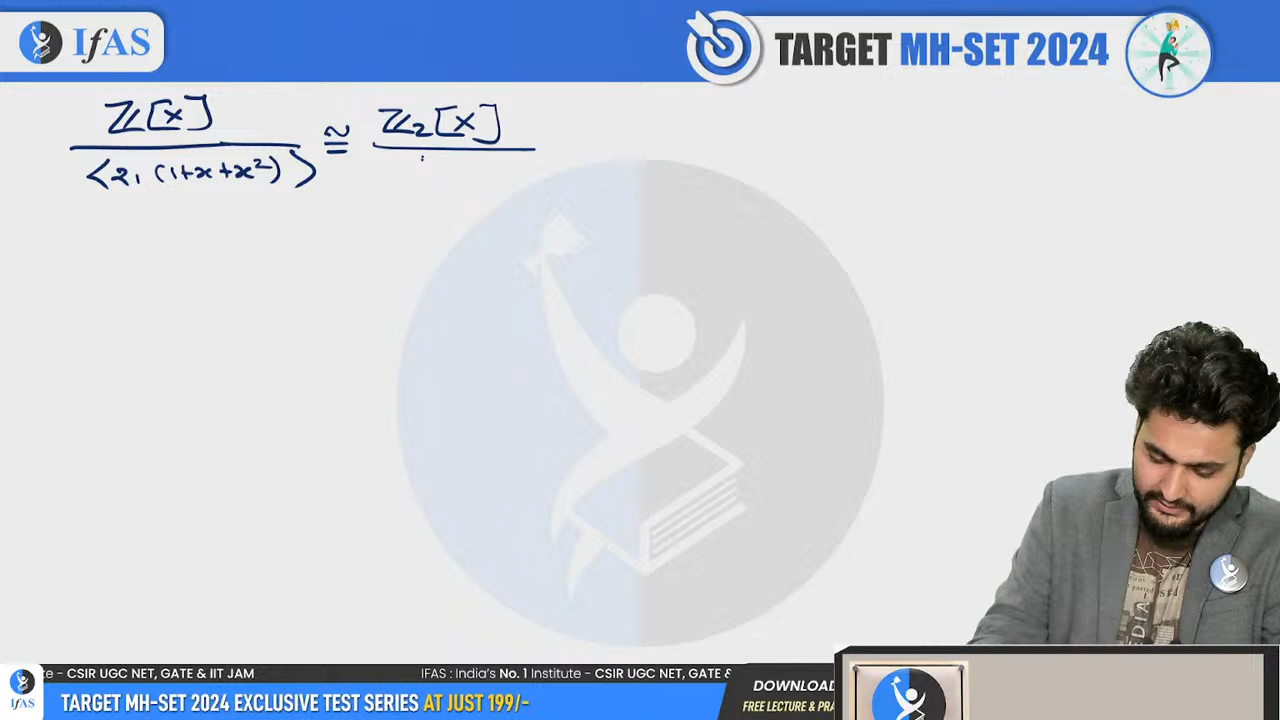 IfAS
TARGET MH-SET 2024
ℤ[x]
⟨2, (1+x+x²)⟩
≅
ℤ₂[x]
te - CSIR UGC NET, GATE & IIT JAM
IFAS : India's No. 1 Institute - CSIR UGC NET, GATE &
IFAS
TARGET MH-SET 2024 EXCLUSIVE TEST SERIES AT JUST 199/-
DOWNLOAD
FREE LECTURE & PRA